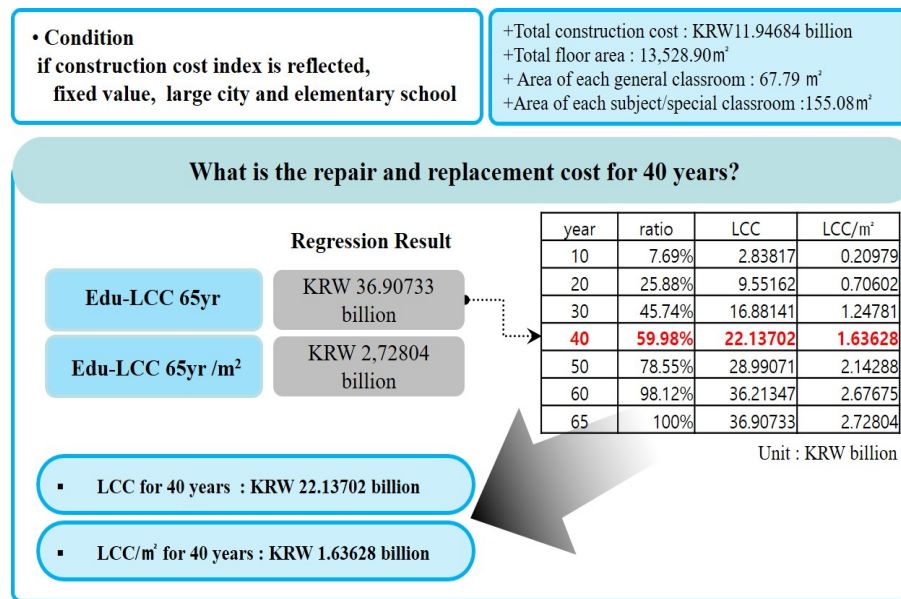 • Condition
if construction cost index is reflected,
fixed value, large city and elementary school
+Total construction cost : KRW11.94684 billion
+Total floor area : 13,528.90㎡
+ Area of each general classroom : 67.79 ㎡
+Area of each subject/special classroom :155.08㎡
What is the repair and replacement cost for 40 years?
Regression Result
Edu-LCC 65yr
KRW 36.90733
billion
Edu-LCC 65yr /m²
KRW 2,72804
billion
year ratio LCC LCC/㎡
10 7.69% 2.83817 0.20979
20 25.88% 9.55162 0.70602
30 45.74% 16.88141 1.24781
40 59.98% 22.13702 1.63628
50 78.55% 28.99071 2.14288
60 98.12% 36.21347 2.67675
65 100% 36.90733 2.72804
Unit : KRW billion
▪ LCC for 40 years : KRW 22.13702 billion
▪ LCC/㎡ for 40 years : KRW 1.63628 billion